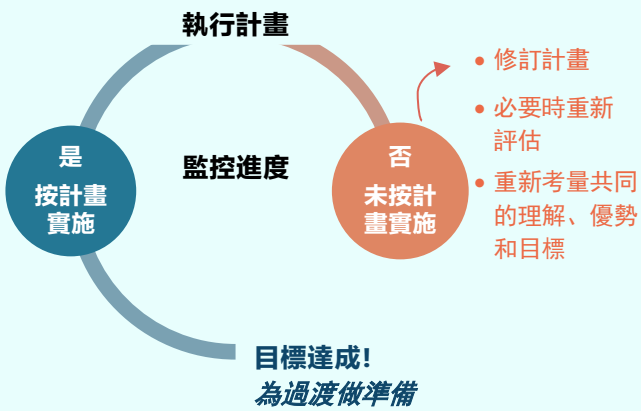 執行計畫
是
按計畫
實施
監控進度
否
未按計
畫實施
• 修訂計畫
• 必要時重新
評估
• 重新考量共同
的理解、優勢
和目標
目標達成!
為過渡做準備